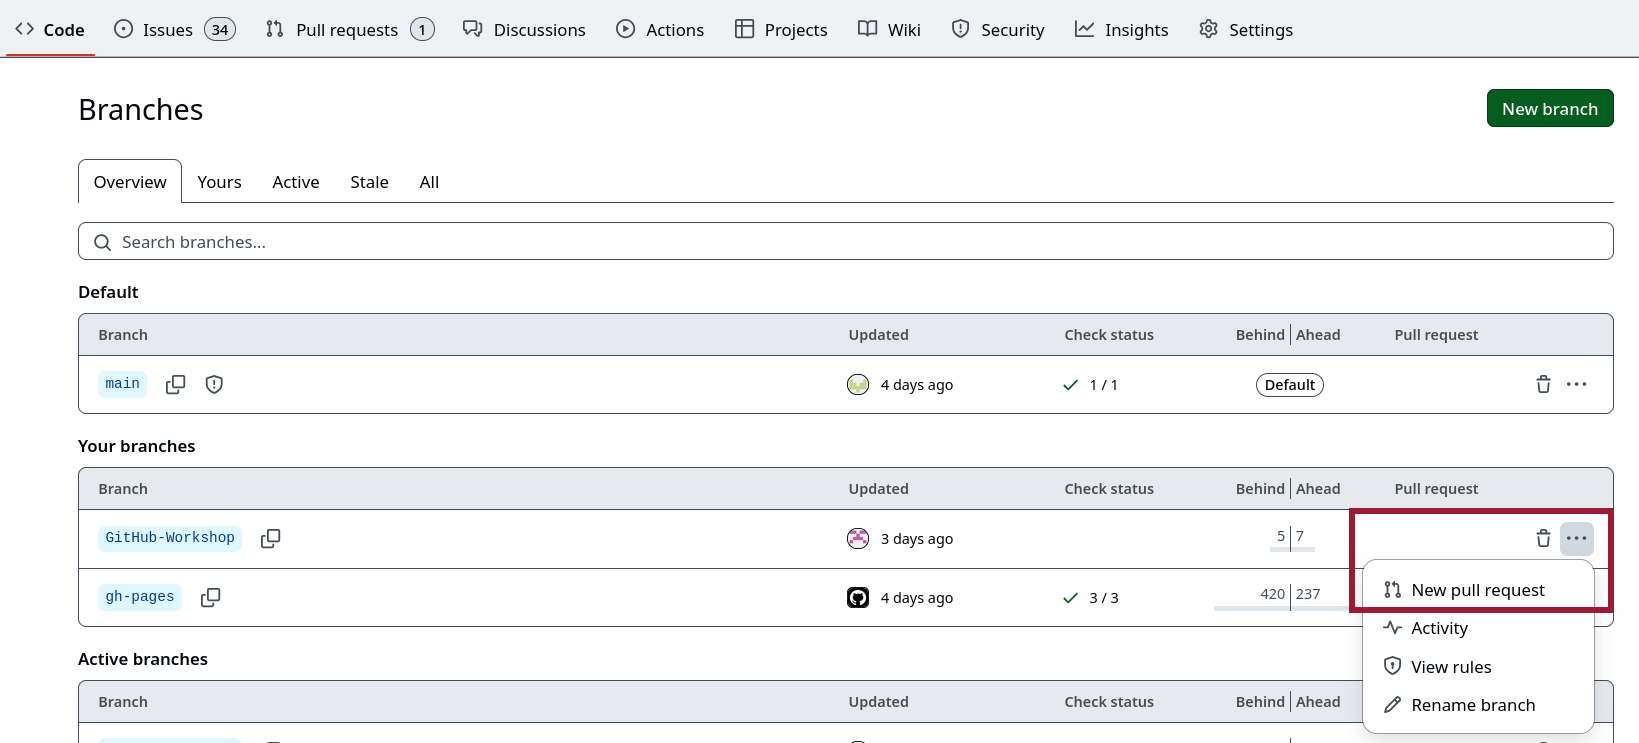 Code Issues 34 Pull requests 1 Discussions Actions Projects Wiki Security Insights Settings
Branches
New branch
Overview Yours Active Stale All
Search branches...
Default
Branch Updated Check status Behind Ahead Pull request
main 4 days ago 1 / 1 Default
Your branches
Branch Updated Check status Behind Ahead Pull request
GitHub-Workshop 3 days ago 5 7
New pull request
gh-pages 4 days ago 3 / 3 420 237
Activity
Active branches
View rules
Branch Updated Check status Behind Ahead
Rename branch